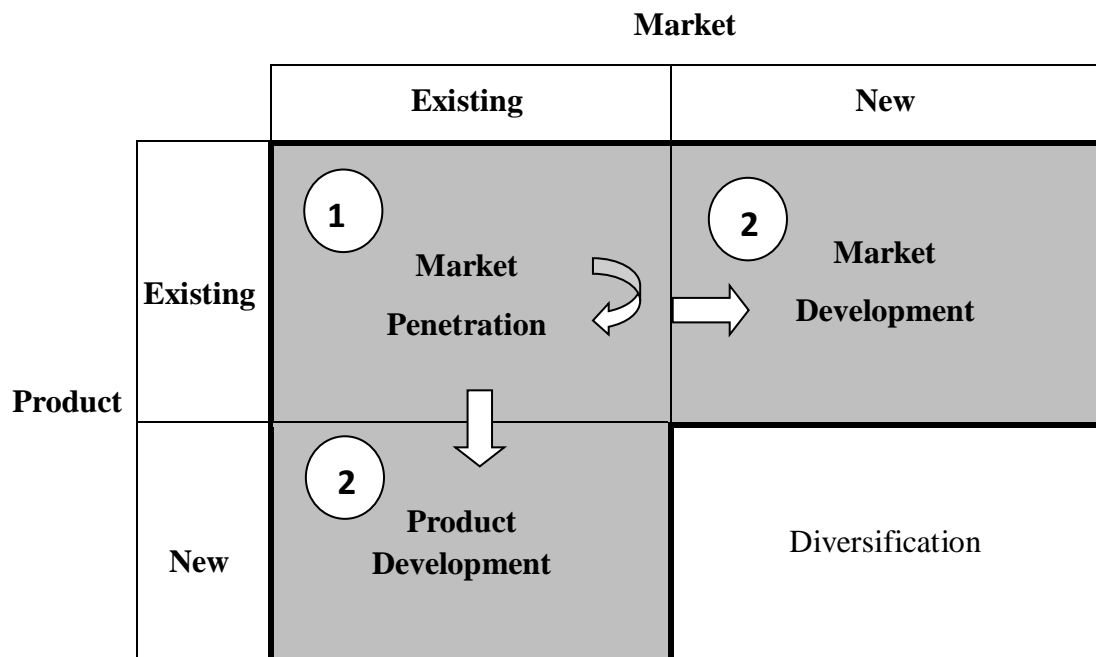 Market
Existing
New
1
2
Market
Penetration
Market
Development
Existing
Product
2
Product
Development
New
Diversification